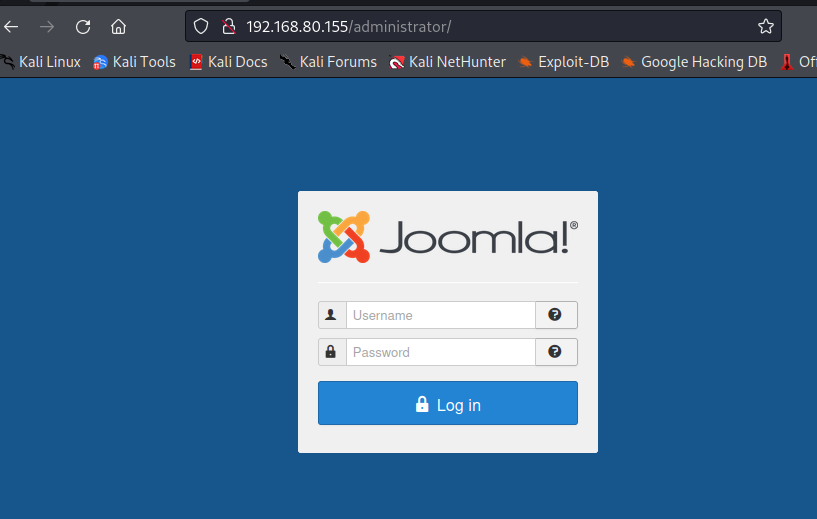 192.168.80.155/administrator/
Kali Linux Kali Tools Kali Docs Kali Forums Kali NetHunter Exploit-DB Google Hacking DB Of
Joomla!®
Username
Password
Log in